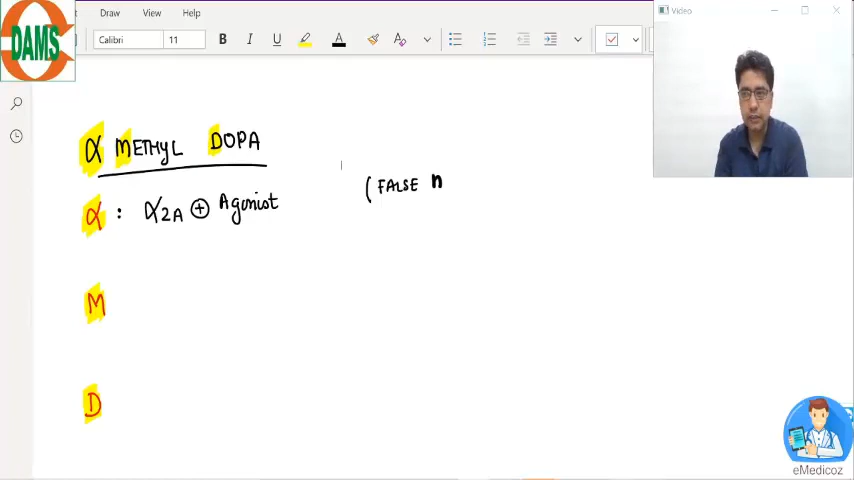 DAMS
Draw View Help
Calibri 11 B I U A A
Video
α METHYL DOPA
α : α2A ⊕ Agonist
(FALSE n
M
D
eMedicoz